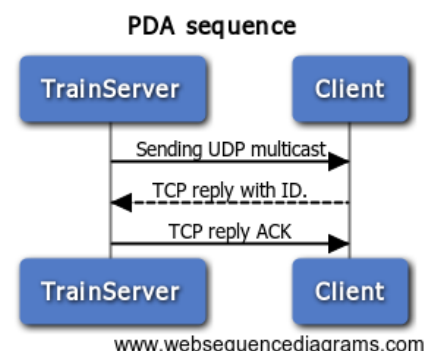 PDA sequence
TrainServer
Client
Sending UDP multicast
TCP reply with ID.
TCP reply ACK
TrainServer
Client
www.websequencediagrams.com